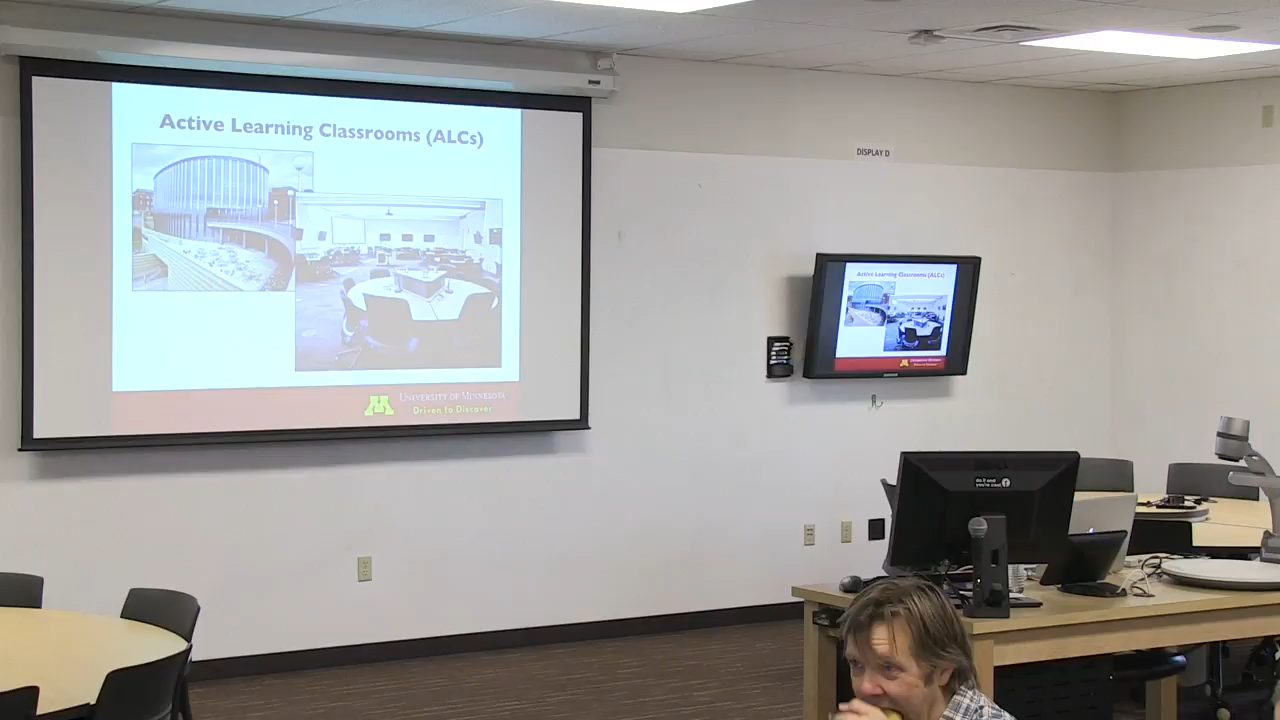 Active Learning Classrooms (ALCs)
UNIVERSITY OF MINNESOTA
Driven to Discover
DISPLAY D
Active Learning Classrooms (ALCs)